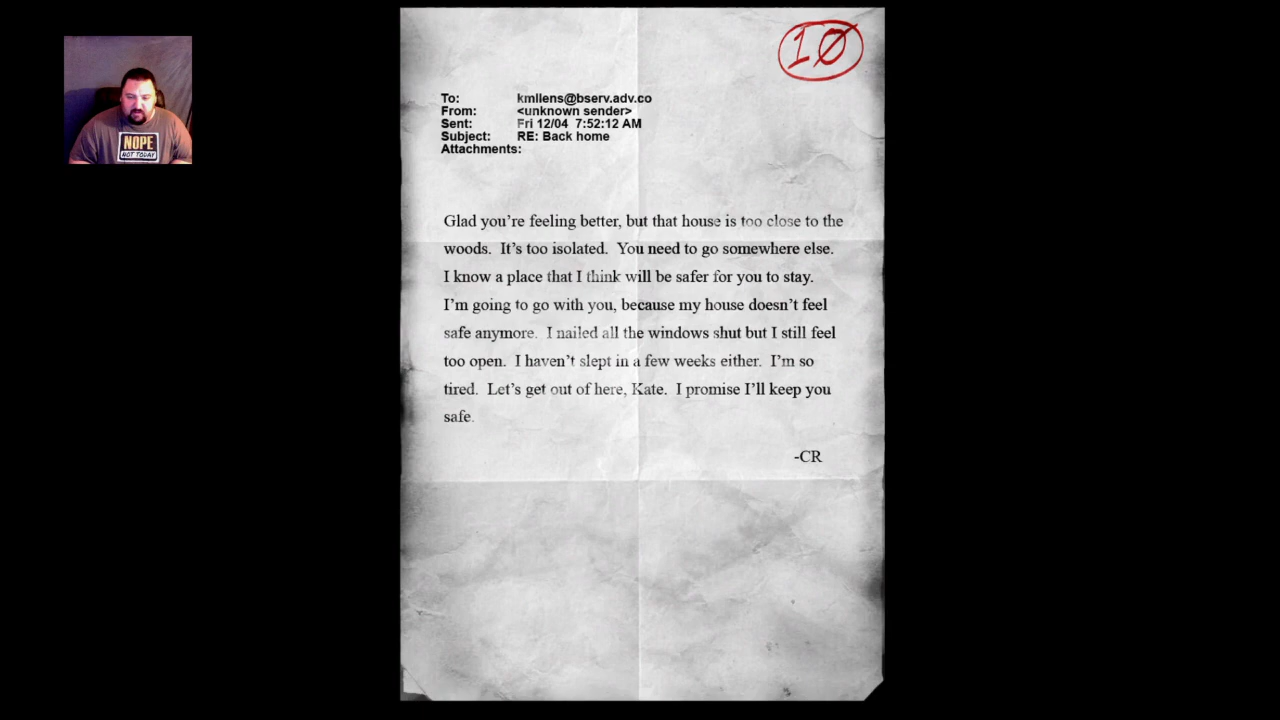 10
NOPE
NOT TODAY
To: kmllens@bserv.adv.co
From: <unknown sender>
Sent: Fri 12/04 7:52:12 AM
Subject: RE: Back home
Attachments:
Glad you're feeling better, but that house is too close to the
woods. It's too isolated. You need to go somewhere else.
I know a place that I think will be safer for you to stay.
I'm going to go with you, because my house doesn't feel
safe anymore. I nailed all the windows shut but I still feel
too open. I haven't slept in a few weeks either. I'm so
tired. Let's get out of here, Kate. I promise I'll keep you
safe.
-CR